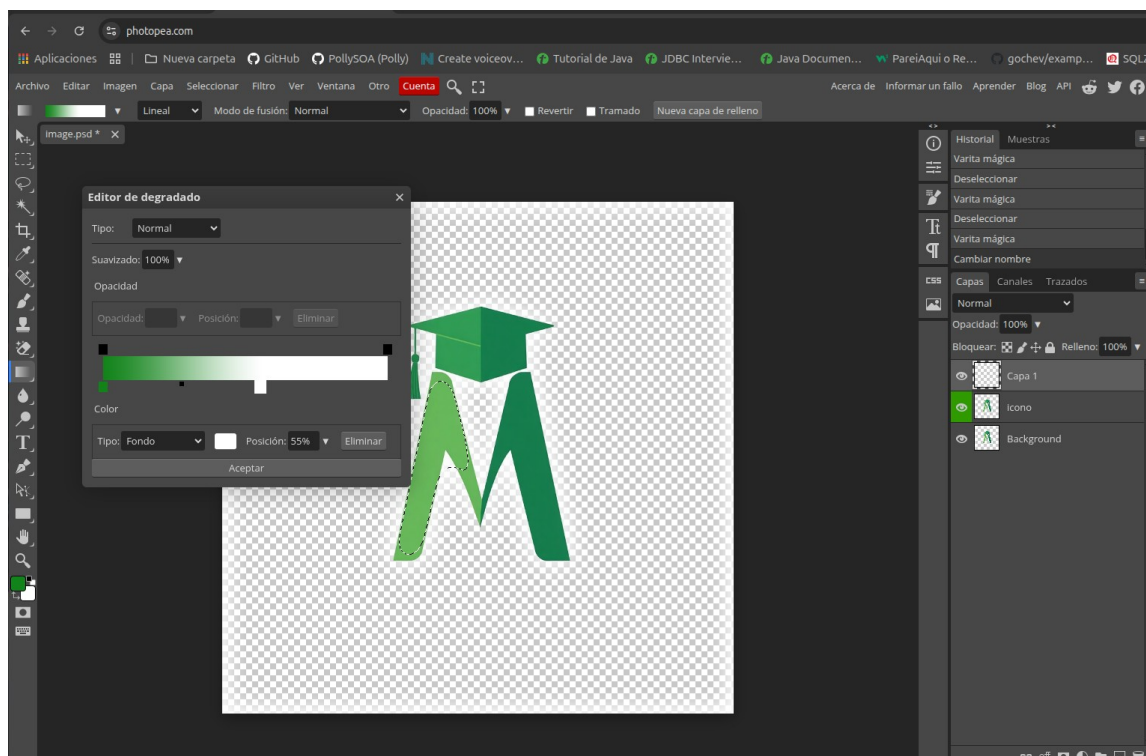 photopea.com
Aplicaciones Nueva carpeta GitHub PollySOA (Polly) Create voiceov... Tutorial de Java JDBC Intervie... Java Documen... PareiAqui o Re... gochev/examp... SQLZ
Archivo Editar Imagen Capa Seleccionar Filtro Ver Ventana Otro Cuenta Acerca de Informar un fallo Aprender Blog API
Lineal Modo de fusión: Normal Opacidad: 100% Revertir Tramado Nueva capa de relleno
image.psd *
Editor de degradado
Tipo: Normal
Suavizado: 100%
Opacidad
Opacidad: Posición: Eliminar
Color
Tipo: Fondo Posición: 55% Eliminar
Aceptar
Historial Muestras
Varita mágica
Deseleccionar
Varita mágica
Deseleccionar
Varita mágica
Cambiar nombre
CSS
Capas Canales Trazados
Normal
Opacidad: 100%
Bloquear: Relleno: 100%
Capa 1
Icono
Background